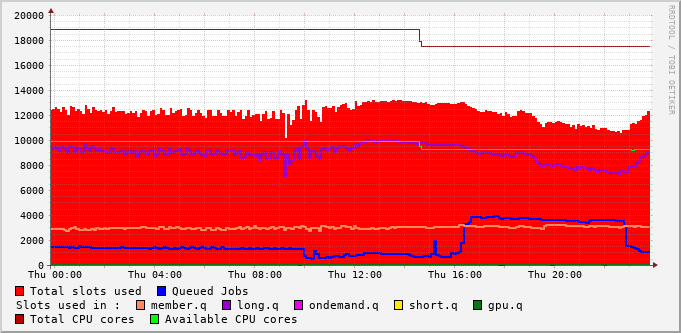 20000
18000
16000
14000
12000
10000
8000
6000
4000
2000
0
Thu 00:00 Thu 04:00 Thu 08:00 Thu 12:00 Thu 16:00 Thu 20:00
RRDTOOL / TOBI OETIKER
Total slots used Queued Jobs
Slots used in : member.q long.q ondemand.q short.q gpu.q
Total CPU cores Available CPU cores